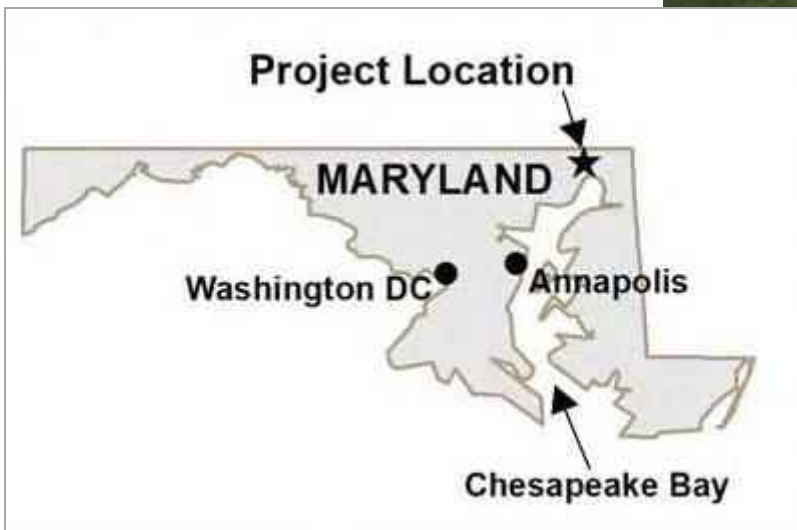 Project Location
MARYLAND
Washington DC
Annapolis
Chesapeake Bay